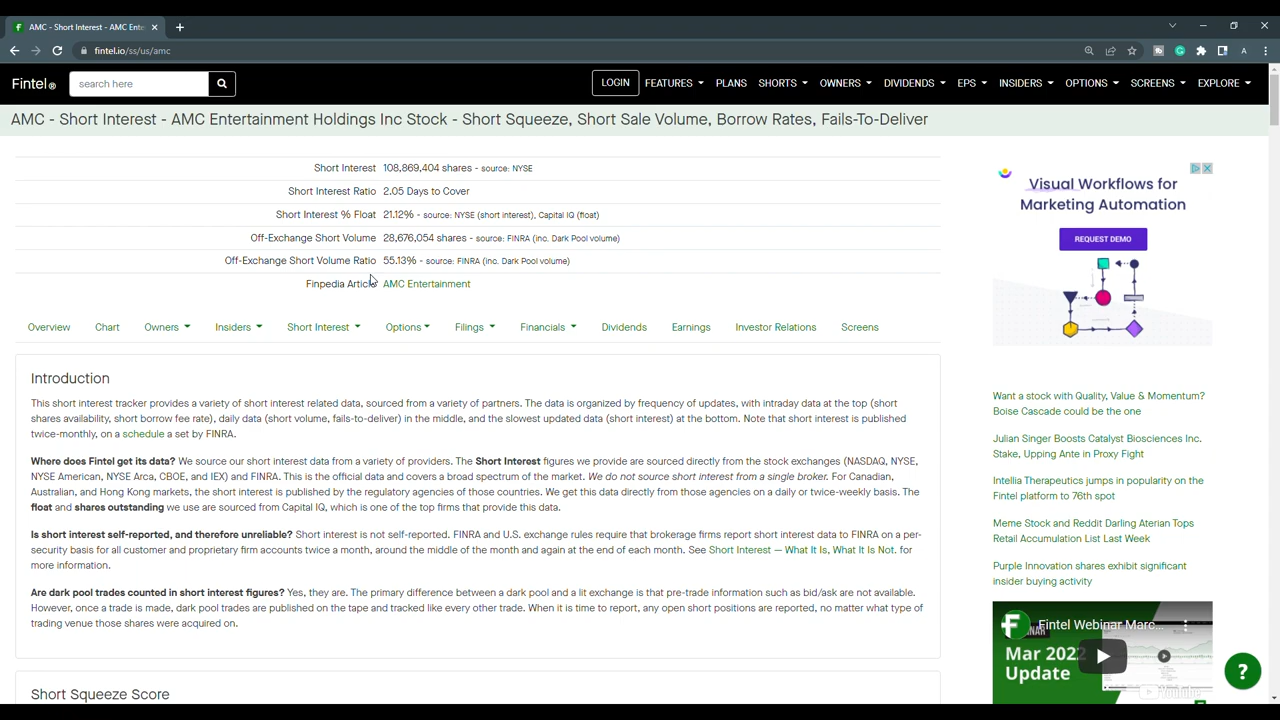 AMC - Short Interest - AMC Ente
fintel.io/ss/us/amc
A
Fintel®
search here
LOGIN
FEATURES
PLANS
SHORTS
OWNERS
DIVIDENDS
EPS
INSIDERS
OPTIONS
SCREENS
EXPLORE
AMC - Short Interest - AMC Entertainment Holdings Inc Stock - Short Squeeze, Short Sale Volume, Borrow Rates, Fails-To-Deliver
Short Interest 108,869,404 shares - source: NYSE
Short Interest Ratio 2.05 Days to Cover
Short Interest % Float 21.12% - source: NYSE (short interest), Capital IQ (float)
Off-Exchange Short Volume 28,676,054 shares - source: FINRA (inc. Dark Pool volume)
Off-Exchange Short Volume Ratio 55.13% - source: FINRA (inc. Dark Pool volume)
Finpedia Article AMC Entertainment
Overview
Chart
Owners
Insiders
Short Interest
Options
Filings
Financials
Dividends
Earnings
Investor Relations
Screens
Introduction
This short interest tracker provides a variety of short interest related data, sourced from a variety of partners. The data is organized by frequency of updates, with intraday data at the top (short
shares availability, short borrow fee rate), daily data (short volume, fails-to-deliver) in the middle, and the slowest updated data (short interest) at the bottom. Note that short interest is published
twice-monthly, on a schedule a set by FINRA.
Where does Fintel get its data? We source our short interest data from a variety of providers. The Short Interest figures we provide are sourced directly from the stock exchanges (NASDAQ, NYSE,
NYSE American, NYSE Arca, CBOE, and IEX) and FINRA. This is the official data and covers a broad spectrum of the market. We do not source short interest from a single broker. For Canadian,
Australian, and Hong Kong markets, the short interest is published by the regulatory agencies of those countries. We get this data directly from those agencies on a daily or twice-weekly basis. The
float and shares outstanding we use are sourced from Capital IQ, which is one of the top firms that provide this data.
Is short interest self-reported, and therefore unreliable? Short interest is not self-reported. FINRA and U.S. exchange rules require that brokerage firms report short interest data to FINRA on a per-
security basis for all customer and proprietary firm accounts twice a month, around the middle of the month and again at the end of each month. See Short Interest — What It Is, What It Is Not. for
more information.
Are dark pool trades counted in short interest figures? Yes, they are. The primary difference between a dark pool and a lit exchange is that pre-trade information such as bid/ask are not available.
However, once a trade is made, dark pool trades are published on the tape and tracked like every other trade. When it is time to report, any open short positions are reported, no matter what type of
trading venue those shares were acquired on.
Short Squeeze Score
Visual Workflows for
Marketing Automation
REQUEST DEMO
Want a stock with Quality, Value & Momentum?
Boise Cascade could be the one
Julian Singer Boosts Catalyst Biosciences Inc.
Stake, Upping Ante in Proxy Fight
Intellia Therapeutics jumps in popularity on the
Fintel platform to 76th spot
Meme Stock and Reddit Darling Aterian Tops
Retail Accumulation List Last Week
Purple Innovation shares exhibit significant
insider buying activity
Fintel Webinar Marc...
Mar 2022
Update
YouTube
?